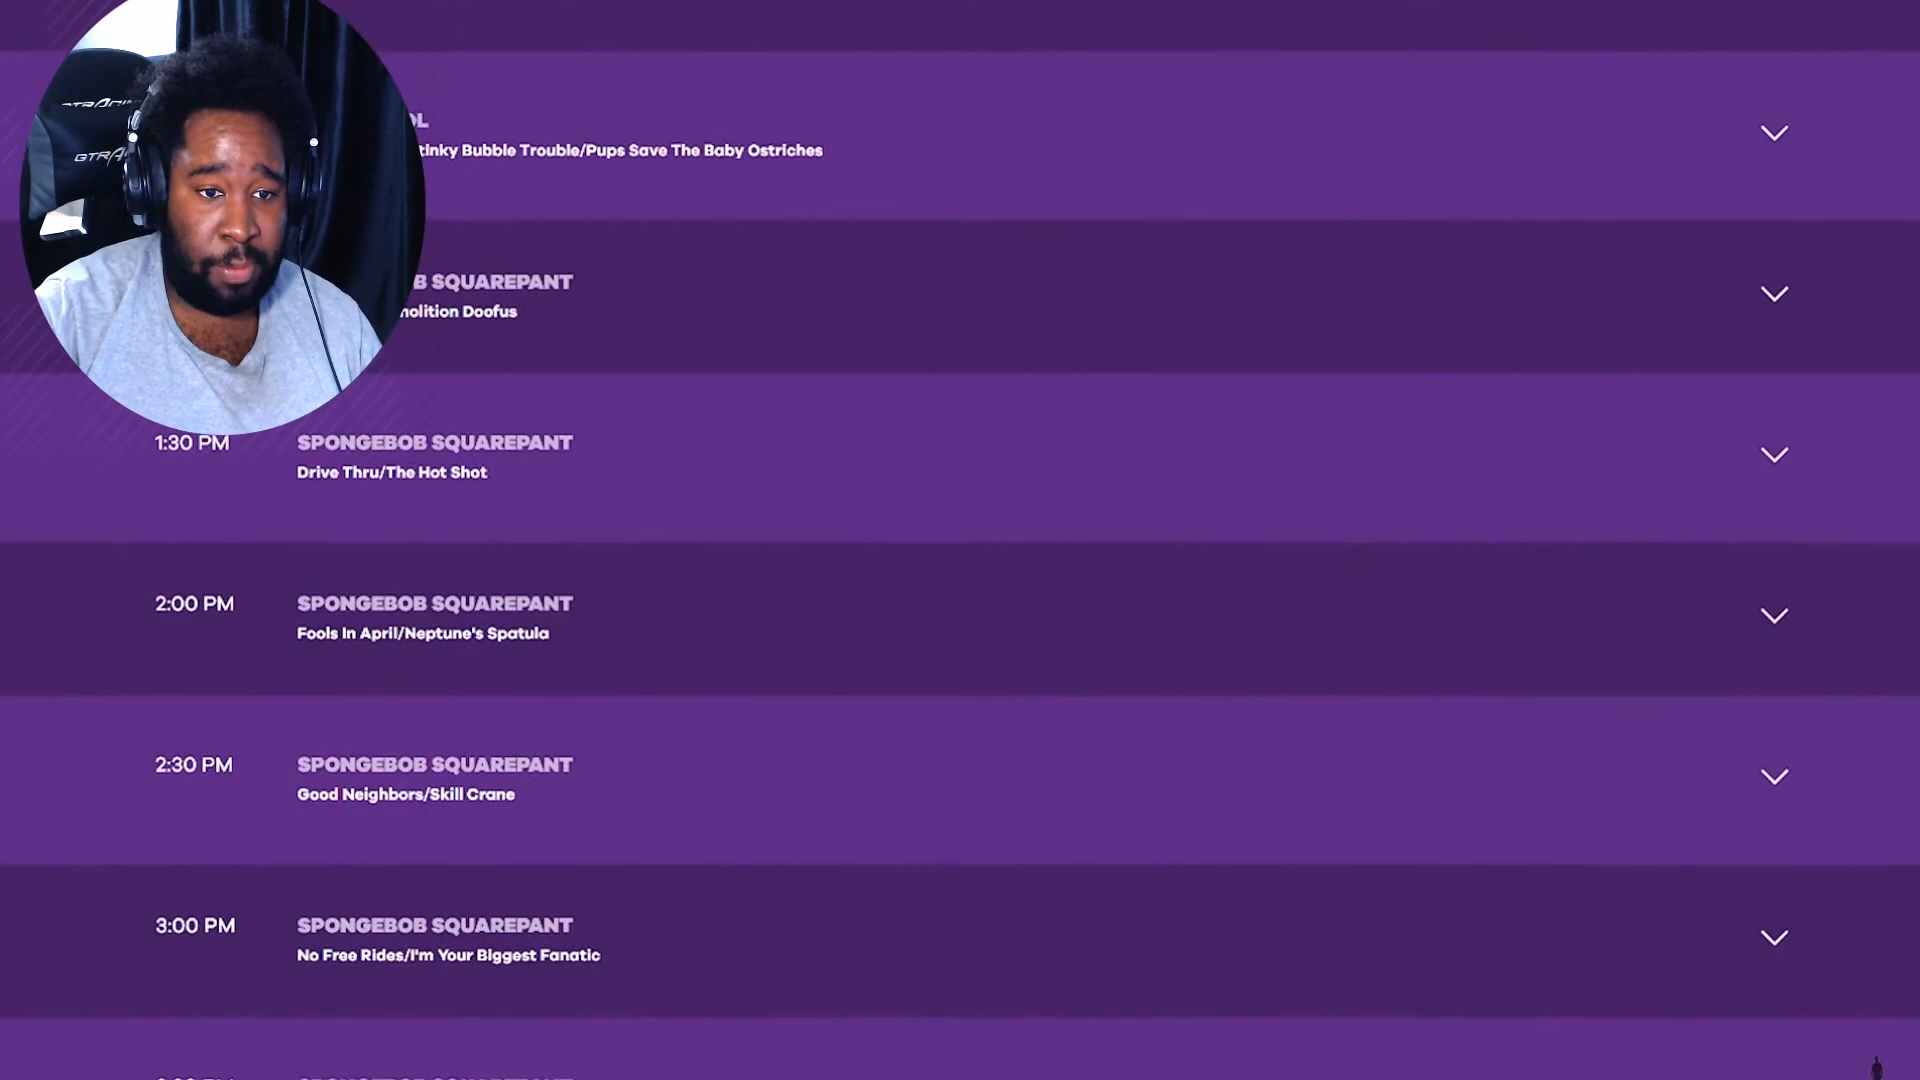 tinky Bubble Trouble/Pups Save The Baby Ostriches
B SQUAREPANT
nolition Doofus
1:30 PM
SPONGEBOB SQUAREPANT
Drive Thru/The Hot Shot
2:00 PM
SPONGEBOB SQUAREPANT
Fools In April/Neptune's Spatula
2:30 PM
SPONGEBOB SQUAREPANT
Good Neighbors/Skill Crane
3:00 PM
SPONGEBOB SQUAREPANT
No Free Rides/I'm Your Biggest Fanatic